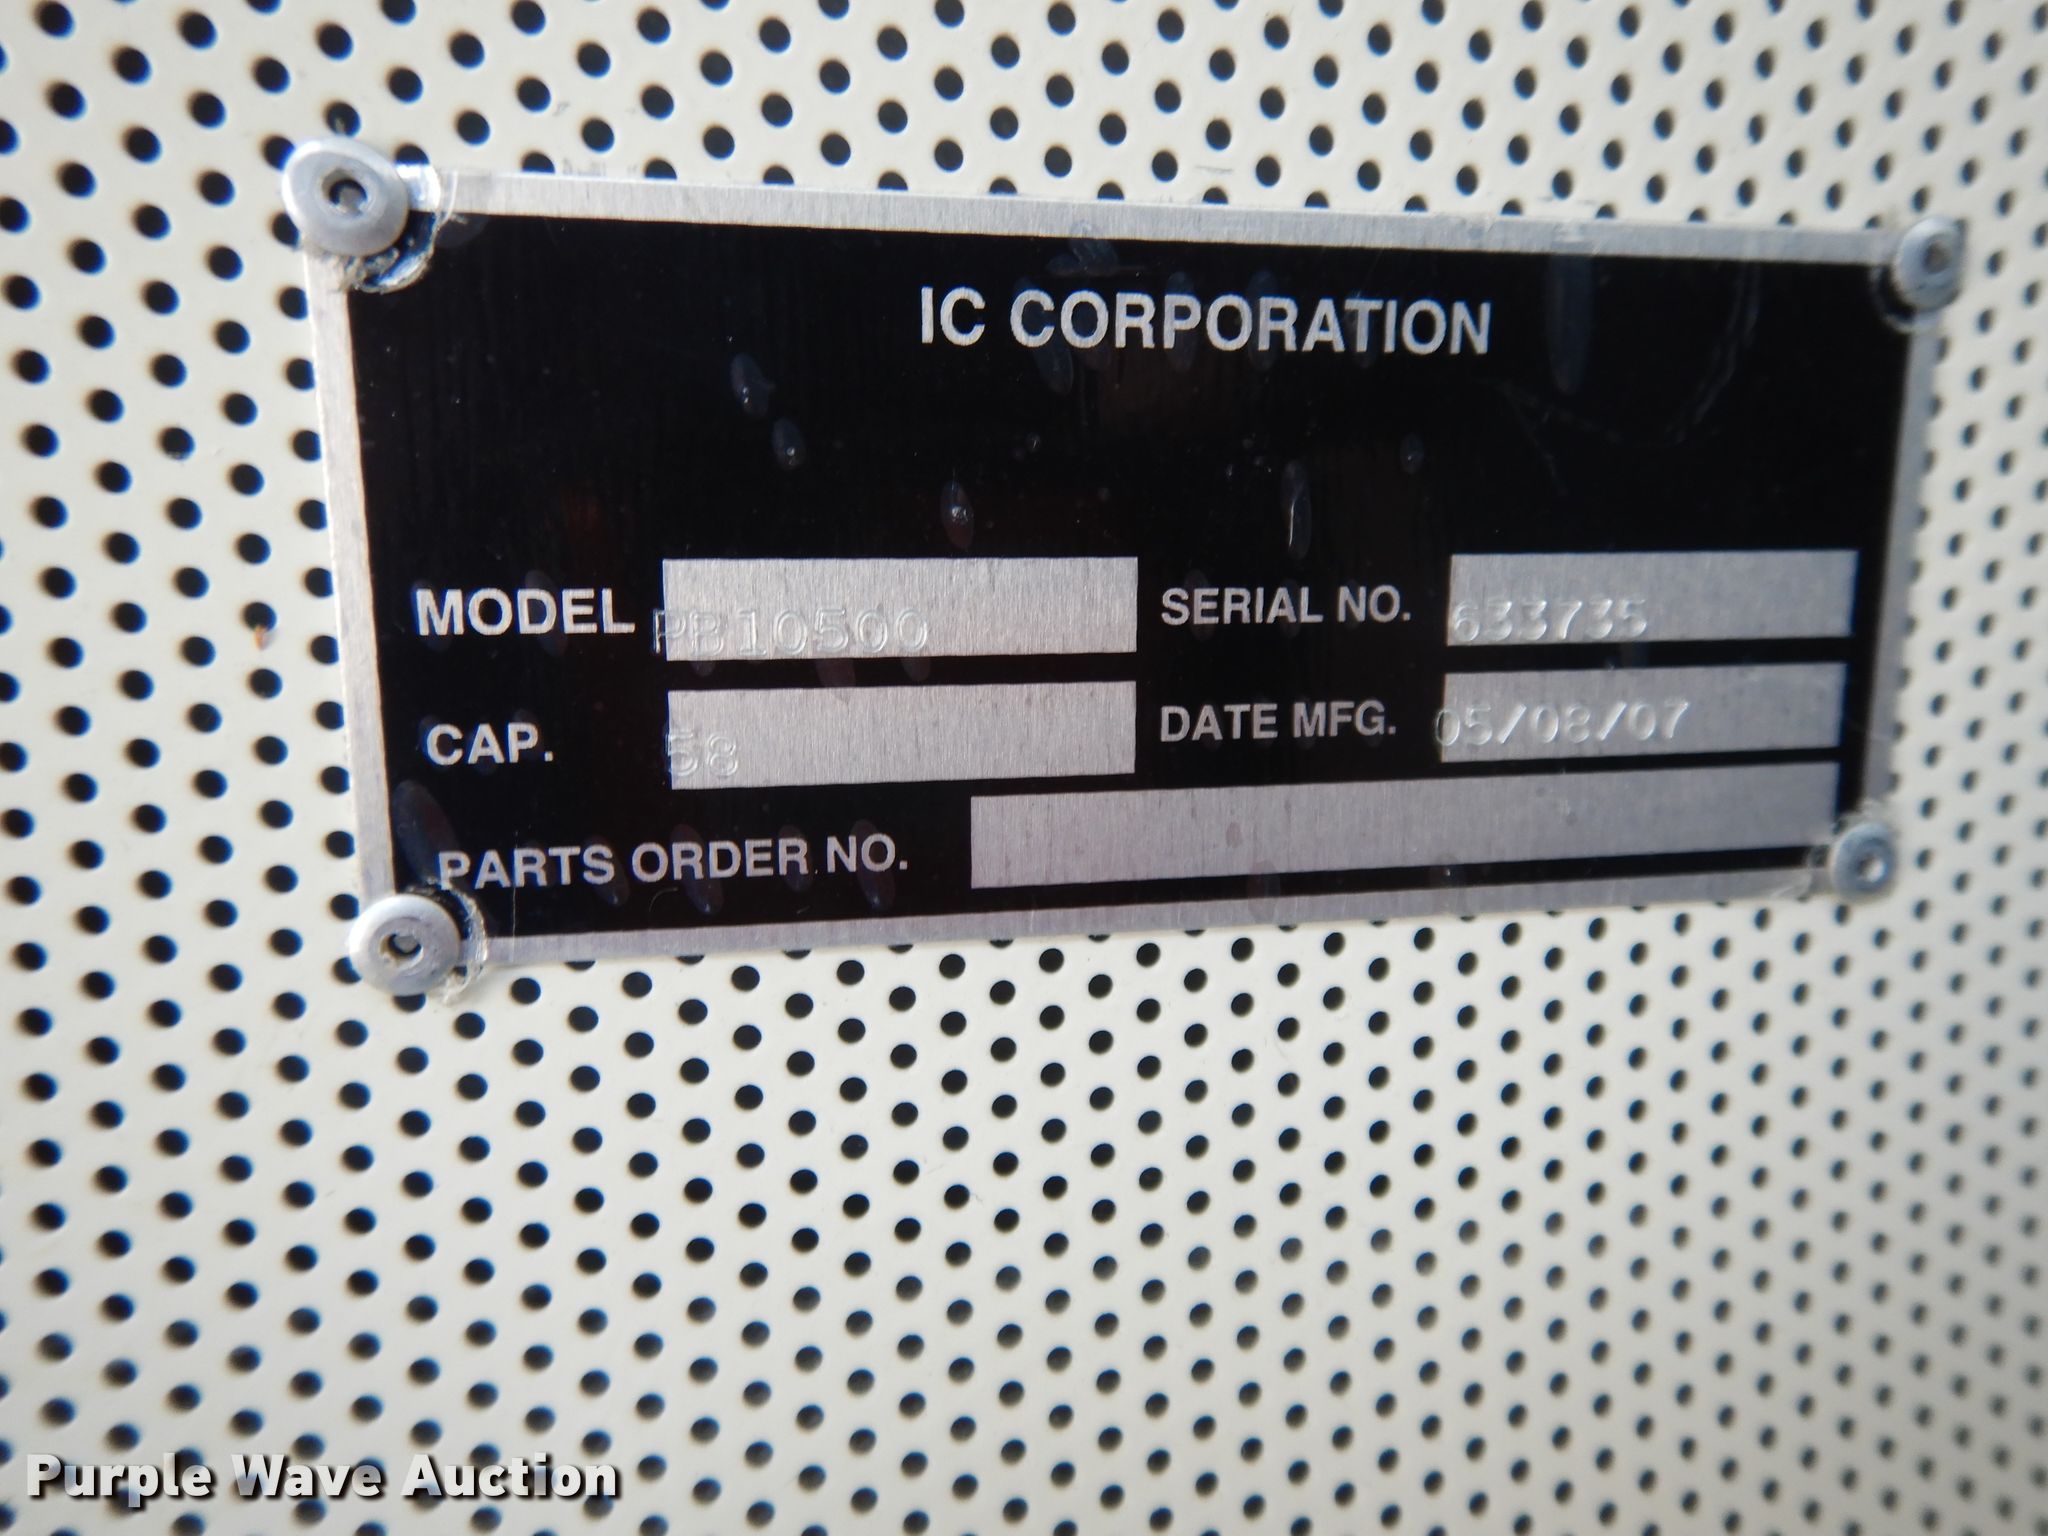 IC CORPORATION
MODEL PB10500 SERIAL NO. 633735
CAP. 58 DATE MFG. 05/08/07
PARTS ORDER NO.
Purple Wave Auction